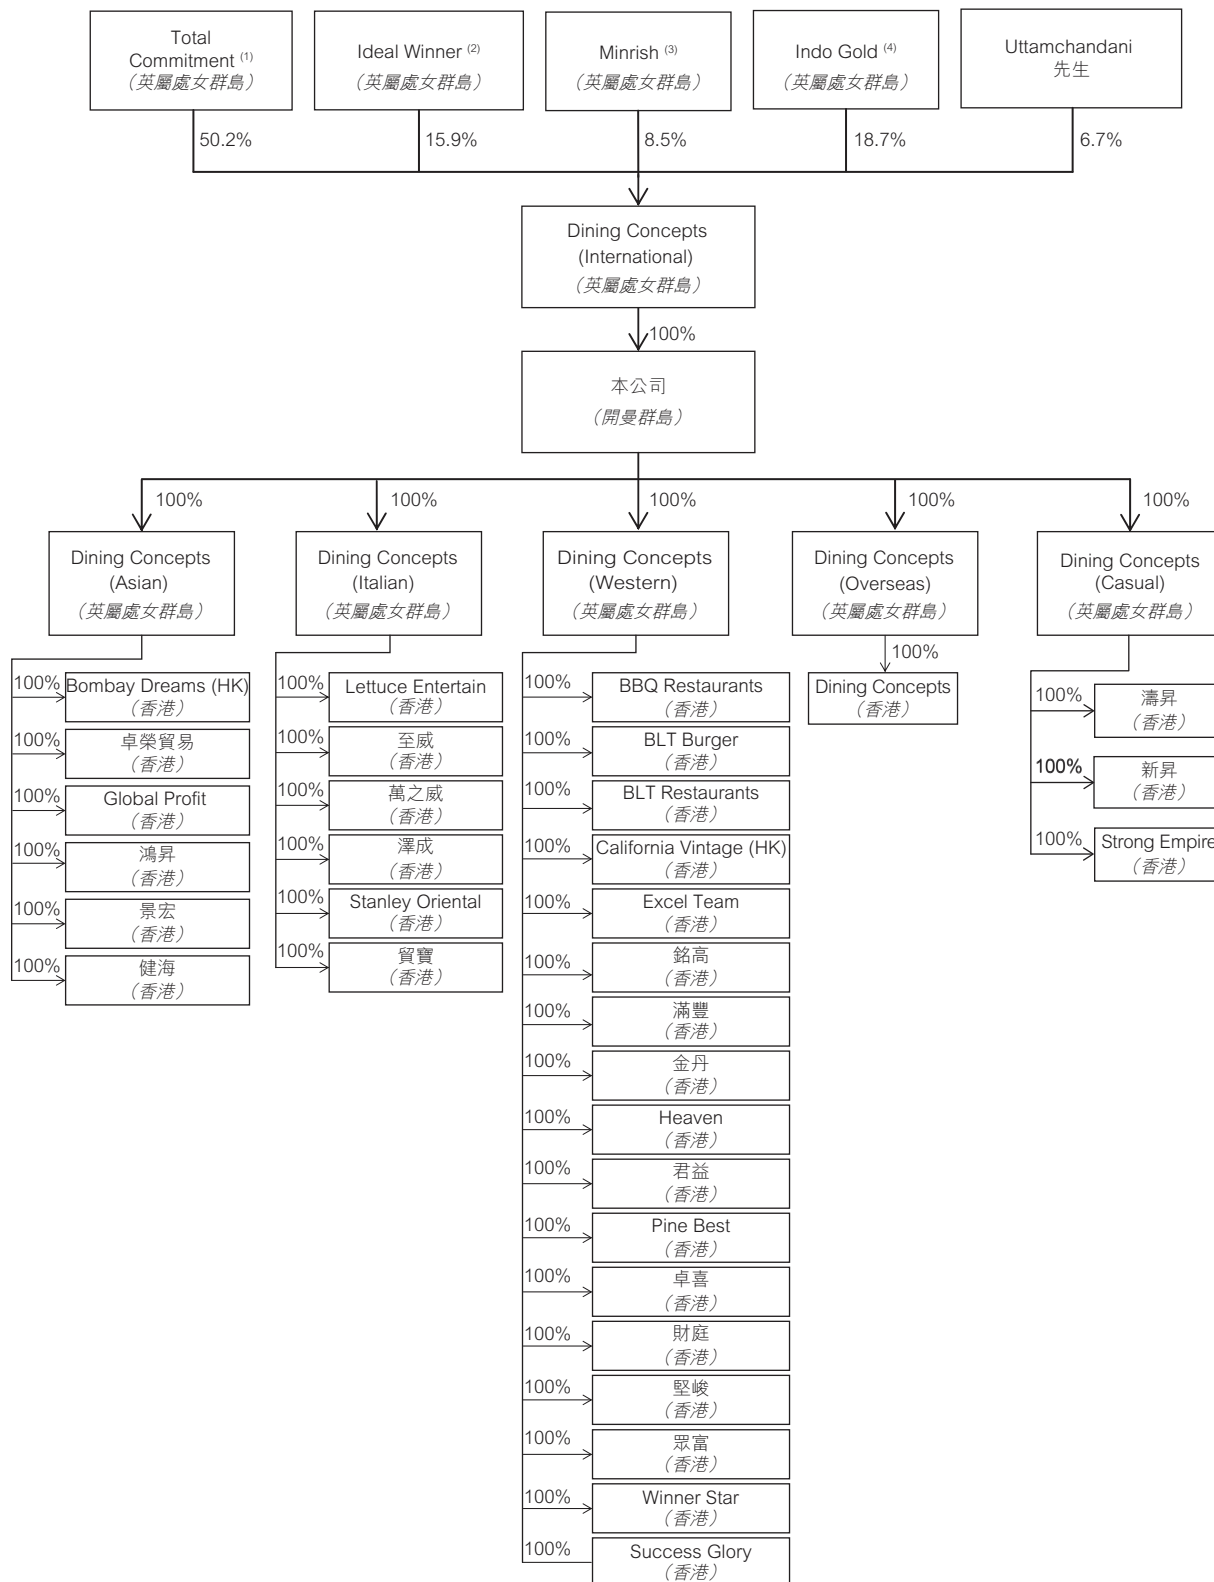 Total
Commitment (1)
（英屬處女群島）
Ideal Winner (2)
（英屬處女群島）
Minrish (3)
（英屬處女群島）
Indo Gold (4)
（英屬處女群島）
Uttamchandani
先生
50.2%
15.9%
8.5%
18.7%
6.7%
Dining Concepts
(International)
（英屬處女群島）
100%
本公司
（開曼群島）
100%
100%
100%
100%
100%
Dining Concepts
(Asian)
（英屬處女群島）
Dining Concepts
(Italian)
（英屬處女群島）
Dining Concepts
(Western)
（英屬處女群島）
Dining Concepts
(Overseas)
（英屬處女群島）
Dining Concepts
(Casual)
（英屬處女群島）
100%
Bombay Dreams (HK)
（香港）
100%
卓榮貿易
（香港）
100%
Global Profit
（香港）
100%
鴻昇
（香港）
100%
景宏
（香港）
100%
健海
（香港）
100%
Lettuce Entertain
（香港）
100%
至威
（香港）
100%
萬之威
（香港）
100%
澤成
（香港）
100%
Stanley Oriental
（香港）
100%
貿寶
（香港）
100%
BBQ Restaurants
（香港）
100%
BLT Burger
（香港）
100%
BLT Restaurants
（香港）
100%
California Vintage (HK)
（香港）
100%
Excel Team
（香港）
100%
銘高
（香港）
100%
滿豐
（香港）
100%
金丹
（香港）
100%
Heaven
（香港）
100%
君益
（香港）
100%
Pine Best
（香港）
100%
卓喜
（香港）
100%
財庭
（香港）
100%
堅峻
（香港）
100%
眾富
（香港）
100%
Winner Star
（香港）
100%
Success Glory
（香港）
100%
Dining Concepts
（香港）
100%
濤昇
（香港）
100%
新昇
（香港）
100%
Strong Empire
（香港）